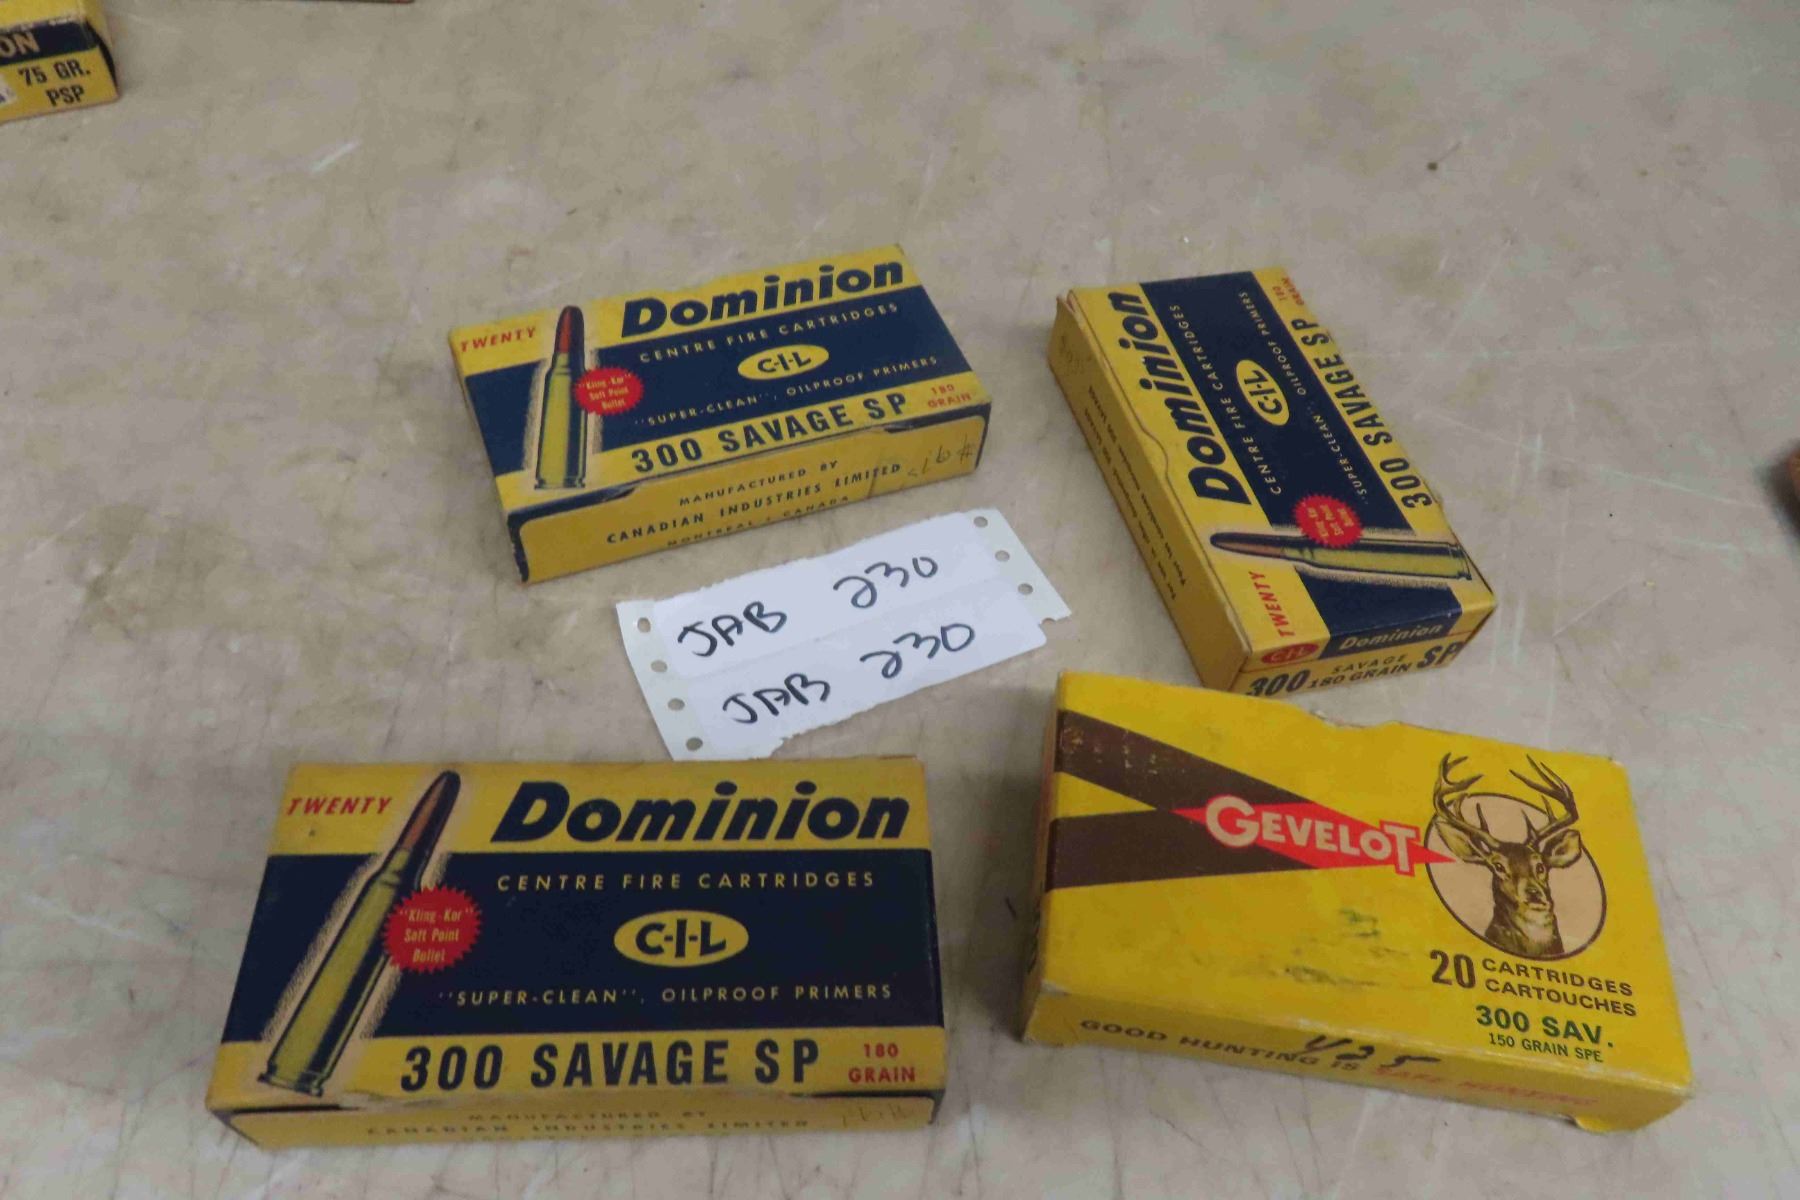 ON
75 GR.
PSP
TWENTY
Dominion
CENTRE FIRE CARTRIDGES
C-I-L
"Kling-Kor"
Soft Point
Bullet
"SUPER-CLEAN", OILPROOF PRIMERS
300 SAVAGE SP
180
GRAIN
MANUFACTURED BY
CANADIAN INDUSTRIES LIMITED
MONTREAL, CANADA
Dominion
CENTRE FIRE CARTRIDGES
C-I-L
"SUPER-CLEAN", OILPROOF PRIMERS
300 SAVAGE SP
180
GRAIN
TWENTY
C-I-L
Dominion
SAVAGE
300 180 GRAIN SP
JAB 230
JAB 230
TWENTY
Dominion
CENTRE FIRE CARTRIDGES
"Kling-Kor"
Soft Point
Bullet
C-I-L
"SUPER-CLEAN", OILPROOF PRIMERS
300 SAVAGE SP
180
GRAIN
MANUFACTURED BY
CANADIAN INDUSTRIES LIMITED
GEVELOT
20 CARTRIDGES
CARTOUCHES
300 SAV.
150 GRAIN SPE
GOOD HUNTING IS SAFE HUNTING